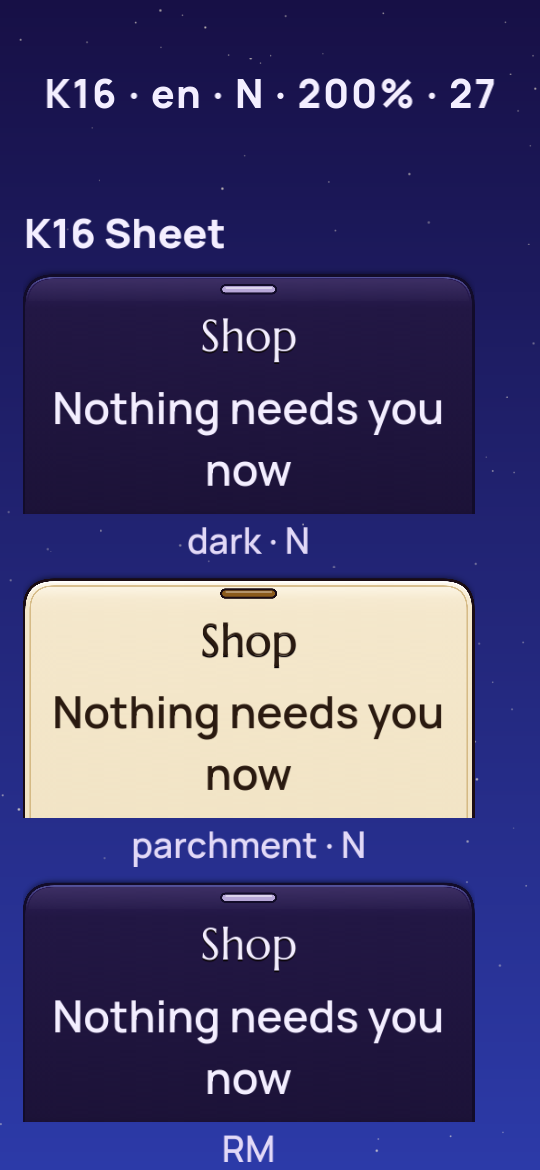 K16 · en · N · 200% · 27
K16 Sheet
Shop
Nothing needs you
now
dark · N
Shop
Nothing needs you
now
parchment · N
Shop
Nothing needs you
now
RM